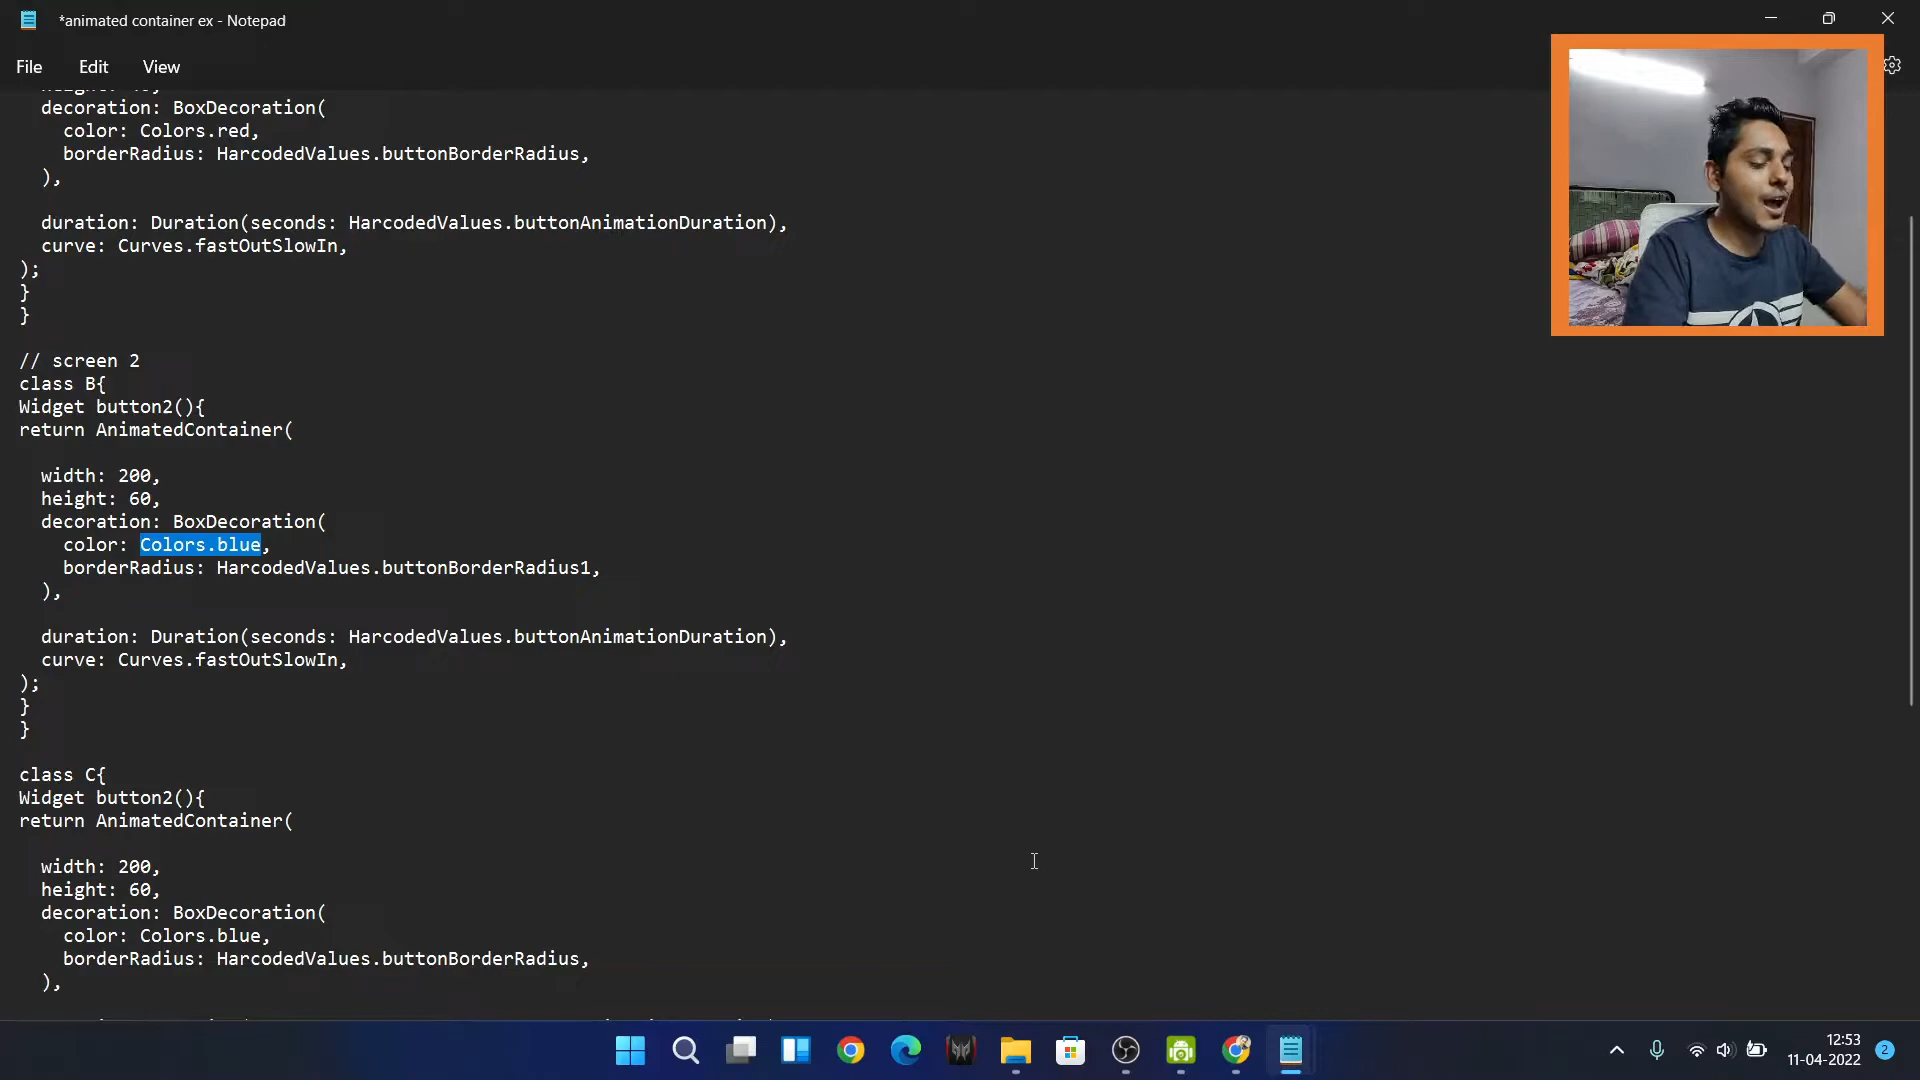 *animated container ex - Notepad
File Edit View
decoration: BoxDecoration(
color: Colors.red,
borderRadius: HarcodedValues.buttonBorderRadius,
),
duration: Duration(seconds: HarcodedValues.buttonAnimationDuration),
curve: Curves.fastOutSlowIn,
);
}
}
// screen 2
class B{
Widget button2(){
return AnimatedContainer(
width: 200,
height: 60,
decoration: BoxDecoration(
color: Colors.blue,
borderRadius: HarcodedValues.buttonBorderRadius1,
),
duration: Duration(seconds: HarcodedValues.buttonAnimationDuration),
curve: Curves.fastOutSlowIn,
);
}
}
class C{
Widget button2(){
return AnimatedContainer(
width: 200,
height: 60,
decoration: BoxDecoration(
color: Colors.blue,
borderRadius: HarcodedValues.buttonBorderRadius,
),
12:53
11-04-2022
2